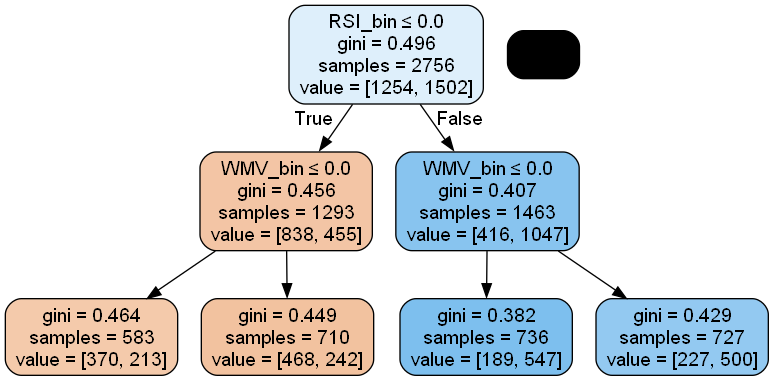 RSI_bin ≤ 0.0
gini = 0.496
samples = 2756
value = [1254, 1502]
True
False
WMV_bin ≤ 0.0
gini = 0.456
samples = 1293
value = [838, 455]
WMV_bin ≤ 0.0
gini = 0.407
samples = 1463
value = [416, 1047]
gini = 0.464
samples = 583
value = [370, 213]
gini = 0.449
samples = 710
value = [468, 242]
gini = 0.382
samples = 736
value = [189, 547]
gini = 0.429
samples = 727
value = [227, 500]